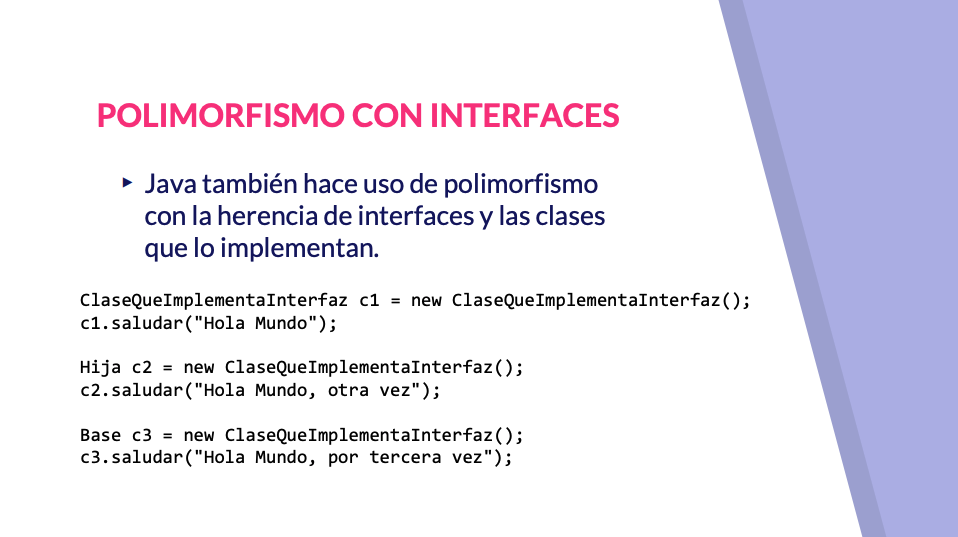 POLIMORFISMO CON INTERFACES
▸ Java también hace uso de polimorfismo
con la herencia de interfaces y las clases
que lo implementan.
ClaseQueImplementaInterfaz c1 = new ClaseQueImplementaInterfaz();
c1.saludar("Hola Mundo");
Hija c2 = new ClaseQueImplementaInterfaz();
c2.saludar("Hola Mundo, otra vez");
Base c3 = new ClaseQueImplementaInterfaz();
c3.saludar("Hola Mundo, por tercera vez");